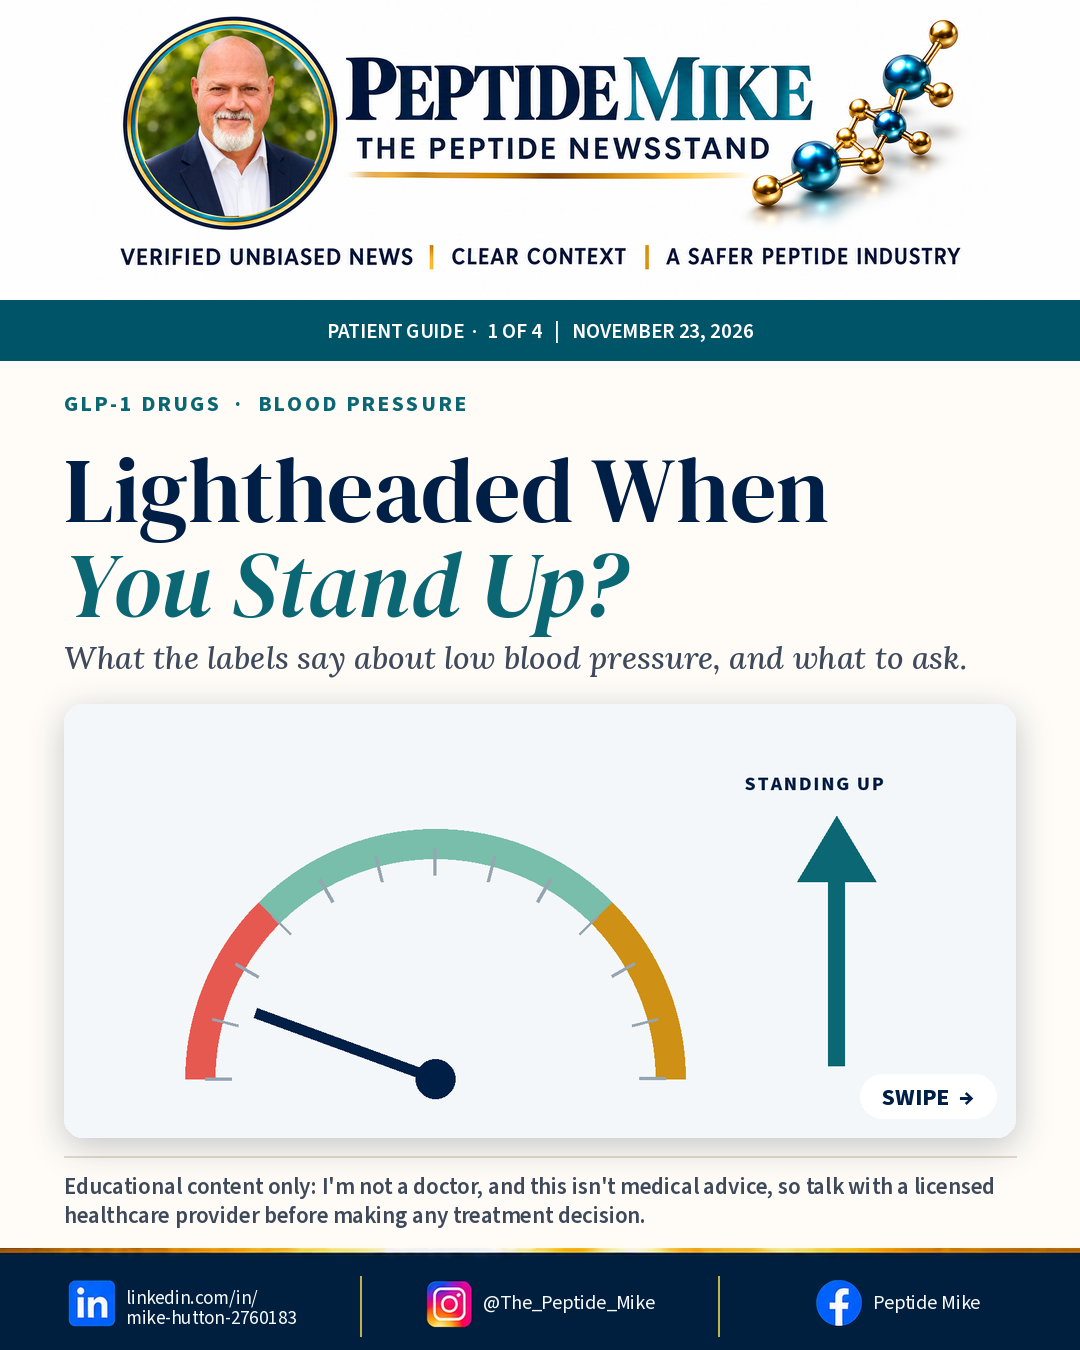 PEPTIDEMIKE
THE PEPTIDE NEWSSTAND
VERIFIED UNBIASED NEWS | CLEAR CONTEXT | A SAFER PEPTIDE INDUSTRY
PATIENT GUIDE · 1 OF 4 | NOVEMBER 23, 2026
GLP-1 DRUGS · BLOOD PRESSURE
Lightheaded When
You Stand Up?
What the labels say about low blood pressure, and what to ask.
STANDING UP
SWIPE →
Educational content only: I'm not a doctor, and this isn't medical advice, so talk with a licensed
healthcare provider before making any treatment decision.
linkedin.com/in/
mike-hutton-2760183
@The_Peptide_Mike
Peptide Mike